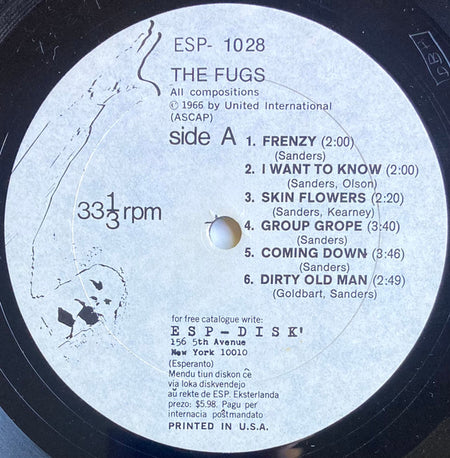 ESP- 1028
THE FUGS
All compositions
© 1966 by United International
(ASCAP)
side A
33⅓ rpm
1. FRENZY (2:00)
(Sanders)
2. I WANT TO KNOW (2:00)
(Sanders, Olson)
3. SKIN FLOWERS (2:20)
(Sanders, Kearney)
4. GROUP GROPE (3:40)
(Sanders)
5. COMING DOWN (3:46)
(Sanders)
6. DIRTY OLD MAN (2:49)
(Goldbart, Sanders)
for free catalogue write:
ESP-DISK'
156 5th Avenue
New York 10010
(Esperanto)
Mendu tiun diskon ĉe
via loka diskvendejo
aŭ rekte de ESP. Eksterlanda
prezo: $5.98. Pagu per
internacia poŝtmandato
PRINTED IN U.S.A.